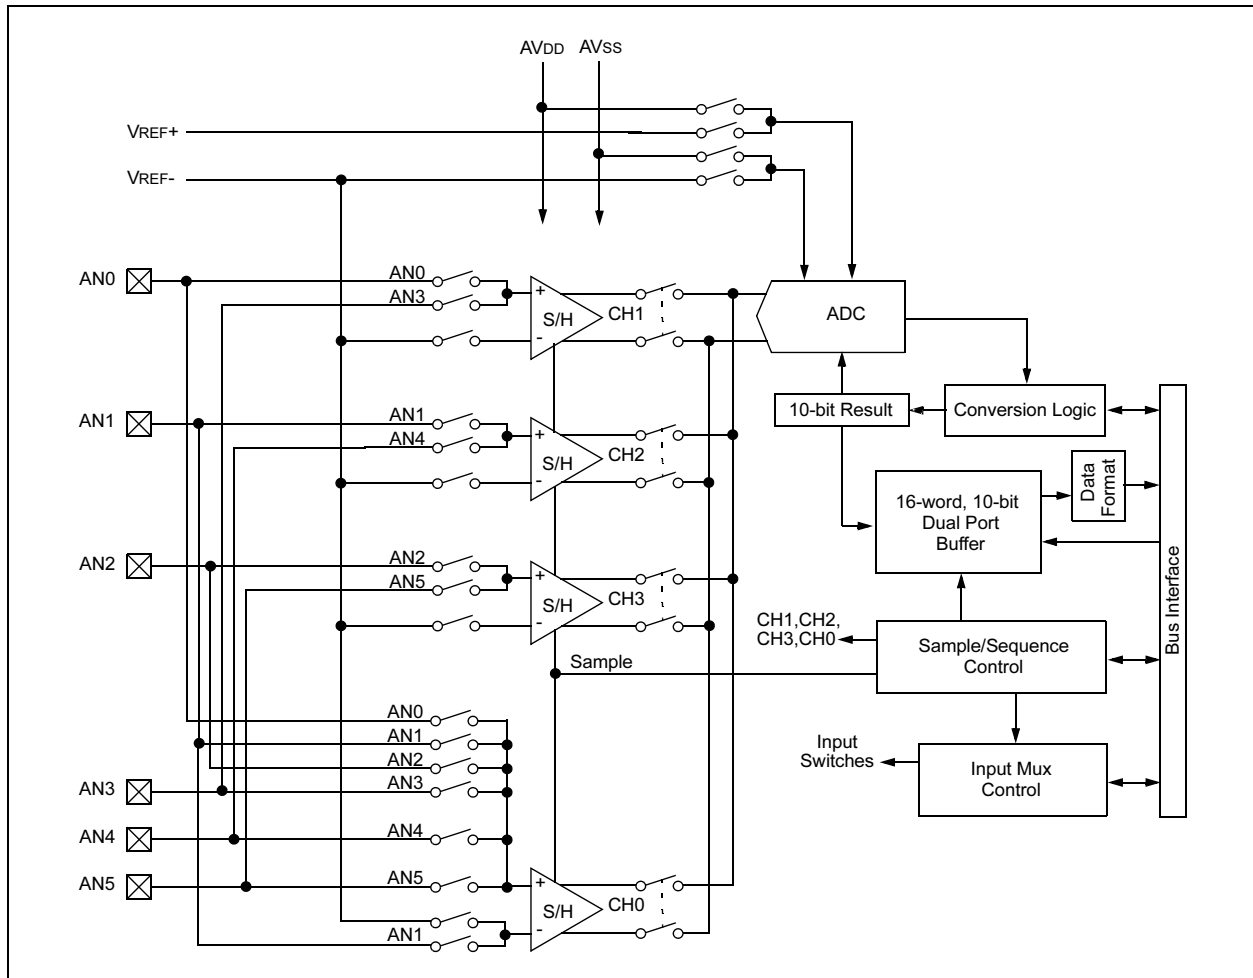 AVDD AVSS
VREF+
VREF-
AN0
AN0
AN3
+
S/H
-
CH1
ADC
10-bit Result
Conversion Logic
AN1
AN1
AN4
+
S/H
-
CH2
16-word, 10-bit
Dual Port
Buffer
Data
Format
Bus Interface
AN2
AN2
AN5
+
S/H
-
CH3
CH1,CH2,
CH3,CH0
Sample/Sequence
Control
Sample
Input
Switches
Input Mux
Control
AN0
AN1
AN2
AN3
AN3
AN4
AN4
AN5
AN5
+
S/H
-
CH0
AN1